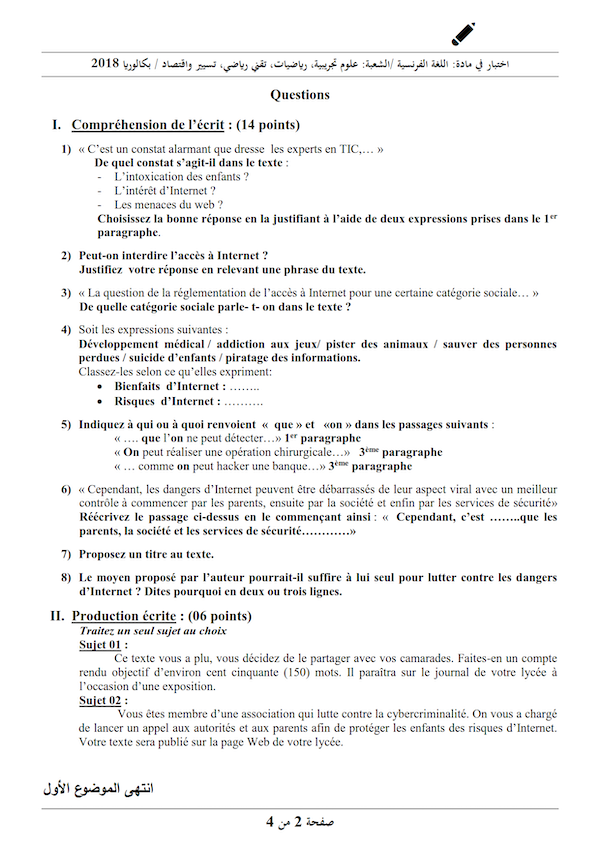 اختبار في مادة: اللغة الفرنسية /الشعبة: علوم تجريبية، رياضيات، تقني رياضي، تسيير واقتصاد / بكالوريا 2018
Questions
I. Compréhension de l'écrit : (14 points)
1) « C'est un constat alarmant que dresse les experts en TIC,… »
De quel constat s'agit-il dans le texte :
- L'intoxication des enfants ?
- L'intérêt d'Internet ?
- Les menaces du web ?
Choisissez la bonne réponse en la justifiant à l'aide de deux expressions prises dans le 1er
paragraphe.
2) Peut-on interdire l'accès à Internet ?
Justifiez votre réponse en relevant une phrase du texte.
3) « La question de la réglementation de l'accès à Internet pour une certaine catégorie sociale… »
De quelle catégorie sociale parle- t- on dans le texte ?
4) Soit les expressions suivantes :
Développement médical / addiction aux jeux/ pister des animaux / sauver des personnes
perdues / suicide d'enfants / piratage des informations.
Classez-les selon ce qu'elles expriment:
• Bienfaits d'Internet : ……..
• Risques d'Internet : ……….
5) Indiquez à qui ou à quoi renvoient « que » et «on » dans les passages suivants :
« …. que l'on ne peut détecter…» 1er paragraphe
« On peut réaliser une opération chirurgicale…» 3ème paragraphe
« … comme on peut hacker une banque…» 3ème paragraphe
6) « Cependant, les dangers d'Internet peuvent être débarrassés de leur aspect viral avec un meilleur
contrôle à commencer par les parents, ensuite par la société et enfin par les services de sécurité»
Réécrivez le passage ci-dessus en le commençant ainsi : « Cependant, c'est ……..que les
parents, la société et les services de sécurité…………»
7) Proposez un titre au texte.
8) Le moyen proposé par l'auteur pourrait-il suffire à lui seul pour lutter contre les dangers
d'Internet ? Dites pourquoi en deux ou trois lignes.
II. Production écrite : (06 points)
Traitez un seul sujet au choix
Sujet 01 :
Ce texte vous a plu, vous décidez de le partager avec vos camarades. Faites-en un compte
rendu objectif d'environ cent cinquante (150) mots. Il paraîtra sur le journal de votre lycée à
l'occasion d'une exposition.
Sujet 02 :
Vous êtes membre d'une association qui lutte contre la cybercriminalité. On vous a chargé
de lancer un appel aux autorités et aux parents afin de protéger les enfants des risques d'Internet.
Votre texte sera publié sur la page Web de votre lycée.
انتهى الموضوع الأول
صفحة 2 من 4